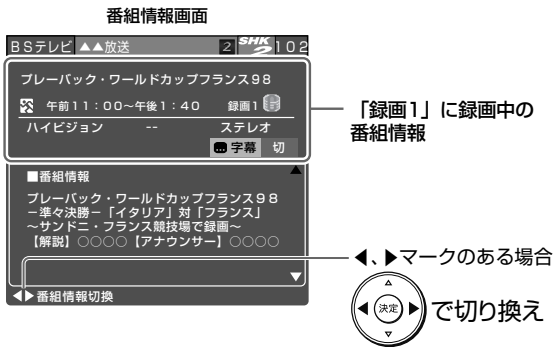 番組情報画面
BSテレビ ▲▲放送 2 SHK 2 102
プレーバック・ワールドカップフランス98
午前11：00～午後1：40 録画1
ハイビジョン -- ステレオ
字幕 切
■番組情報
プレーバック・ワールドカップフランス98
－準々決勝－「イタリア」対「フランス」
～サンドニ・フランス競技場で録画～
【解説】○○○○【アナウンサー】○○○○
◀▶番組情報切換
「録画1」に録画中の
番組情報
◀、▶マークのある場合
決定 で切り換え